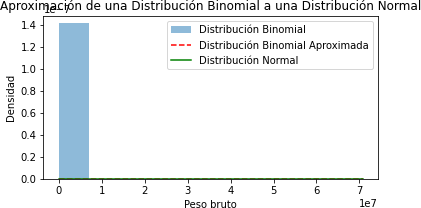 Aproximación de una Distribución Binomial a una Distribución Normal
1e-7
Distribución Binomial
Distribución Binomial Aproximada
Distribución Normal
1.4
1.2
1.0
0.8
0.6
0.4
0.2
0.0
Densidad
0 1 2 3 4 5 6 7
1e7
Peso bruto